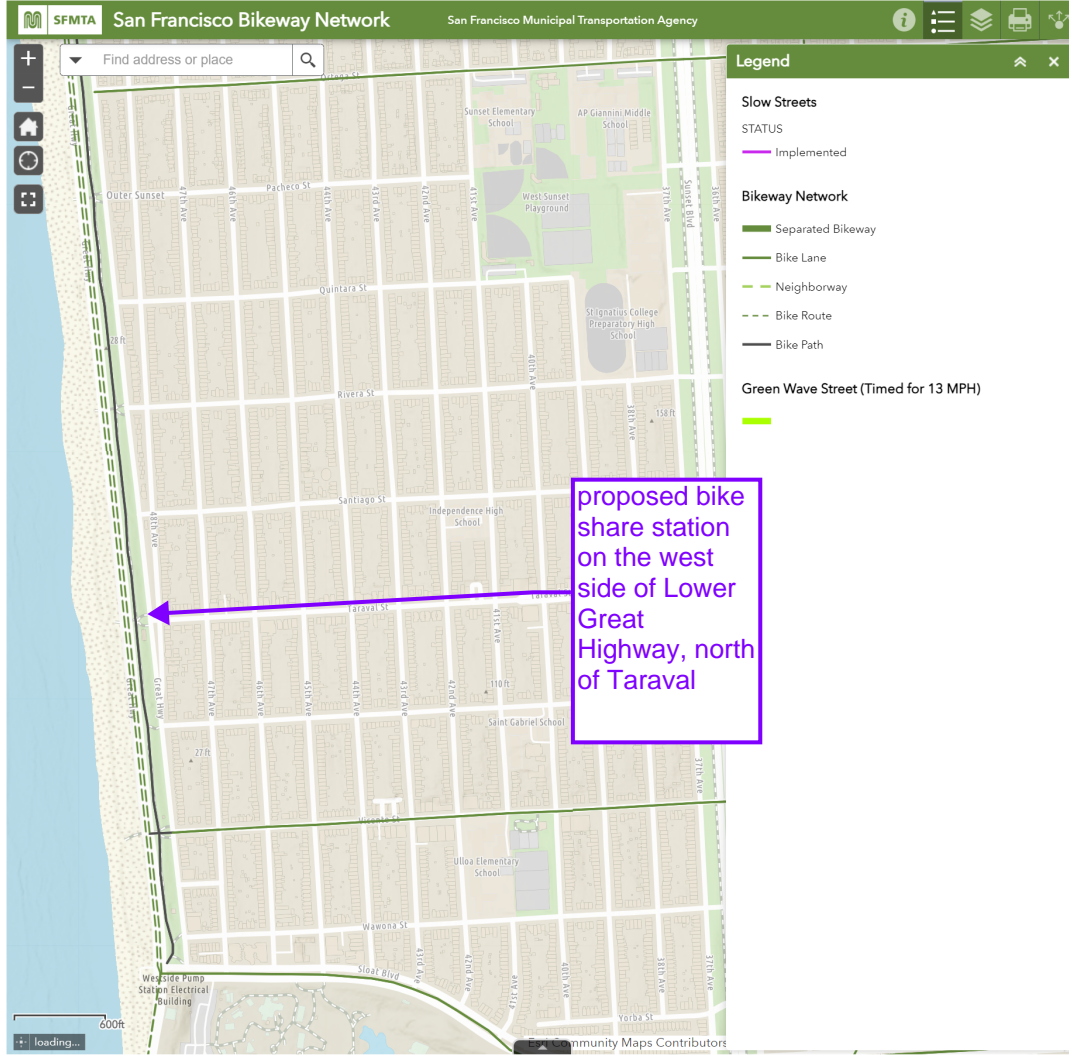 SFMTA
San Francisco Bikeway Network
San Francisco Municipal Transportation Agency
Find address or place
Legend
Slow Streets
STATUS
Implemented
Bikeway Network
Separated Bikeway
Bike Lane
Neighborway
Bike Route
Bike Path
Green Wave Street (Timed for 13 MPH)
proposed bike
share station
on the west
side of Lower
Great
Highway, north
of Taraval
Ortega St
Sunset Elementary
School
AP Giannini Middle
School
Outer Sunset
Pacheco St
47th Ave
46th Ave
44th Ave
43rd Ave
42nd Ave
41st Ave
37th Ave
Sunset Blvd
36th Ave
West Sunset
Playground
Quintara St
St Ignatius College
Preparatory High
School
28 ft
40th Ave
Rivera St
38th Ave
158 ft
Santiago St
Independence High
School
48th Ave
Taraval St
41st Ave
Great Hwy
Great Hwy
47th Ave
46th Ave
45th Ave
44th Ave
43rd Ave
42nd Ave
110 ft
Saint Gabriel School
27 ft
37th Ave
Vicente St
Ulloa Elementary
School
Wawona St
43rd Ave
42nd Ave
41st Ave
40th Ave
38th Ave
37th Ave
Sloat Blvd
Westside Pump
Station Electrical
Building
Yorba St
600ft
loading...
Esri Community Maps Contributors